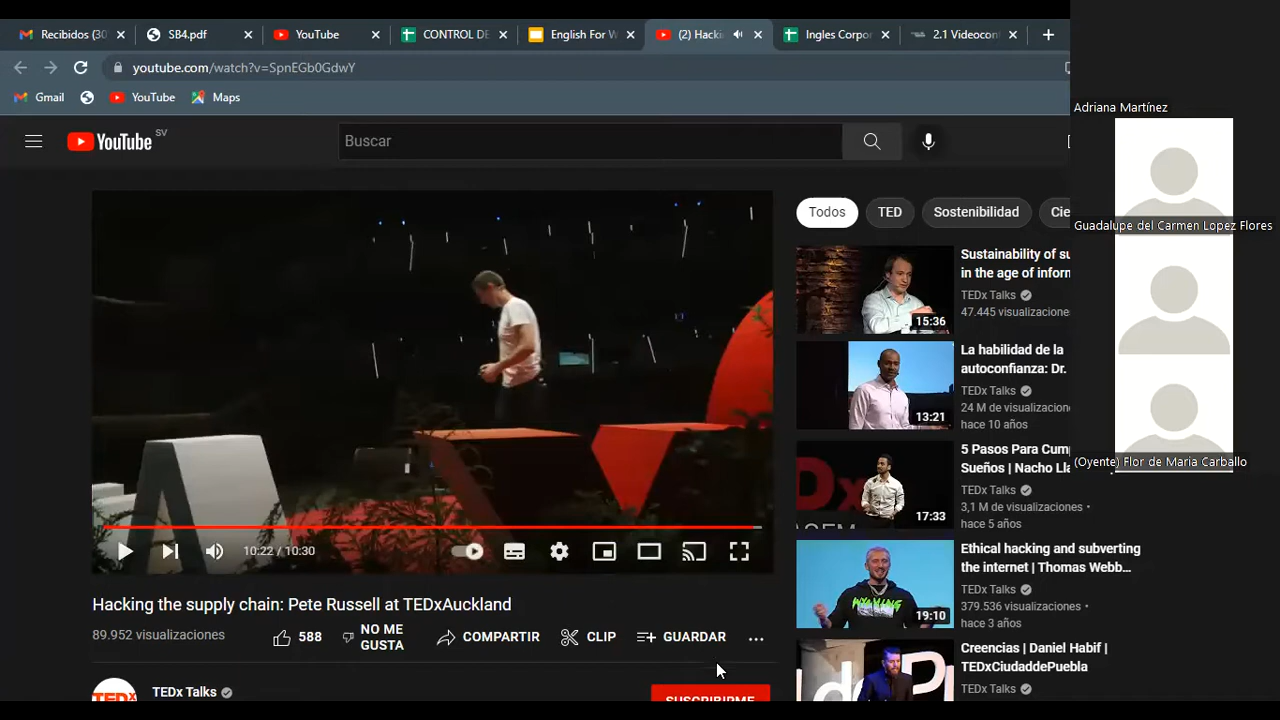 Recibidos (30
SB4.pdf
YouTube
CONTROL DE
English For W
(2) Hacki
Ingles Corpor
2.1 Videocon
youtube.com/watch?v=SpnEGb0GdwY
Gmail
YouTube
Maps
YouTube SV
Buscar
Todos
TED
Sostenibilidad
Cie
Sustainability of su
in the age of inform
TEDx Talks
47.445 visualizacione
15:36
La habilidad de la
autoconfianza: Dr.
TEDx Talks
24 M de visualizacion
hace 10 años
13:21
5 Pasos Para Cump
Sueños | Nacho Lla
TEDx Talks
3,1 M de visualizaciones •
hace 5 años
17:33
Ethical hacking and subverting
the internet | Thomas Webb...
TEDx Talks
379.536 visualizaciones •
hace 3 años
19:10
Creencias | Daniel Habif |
TEDxCiudaddePuebla
TEDx Talks
10:22 / 10:30
Hacking the supply chain: Pete Russell at TEDxAuckland
89.952 visualizaciones
588
NO ME
GUSTA
COMPARTIR
CLIP
GUARDAR
TEDx
TEDx Talks
SUSCRIBIRME
Adriana Martínez
Guadalupe del Carmen Lopez Flores
(Oyente) Flor de Maria Carballo